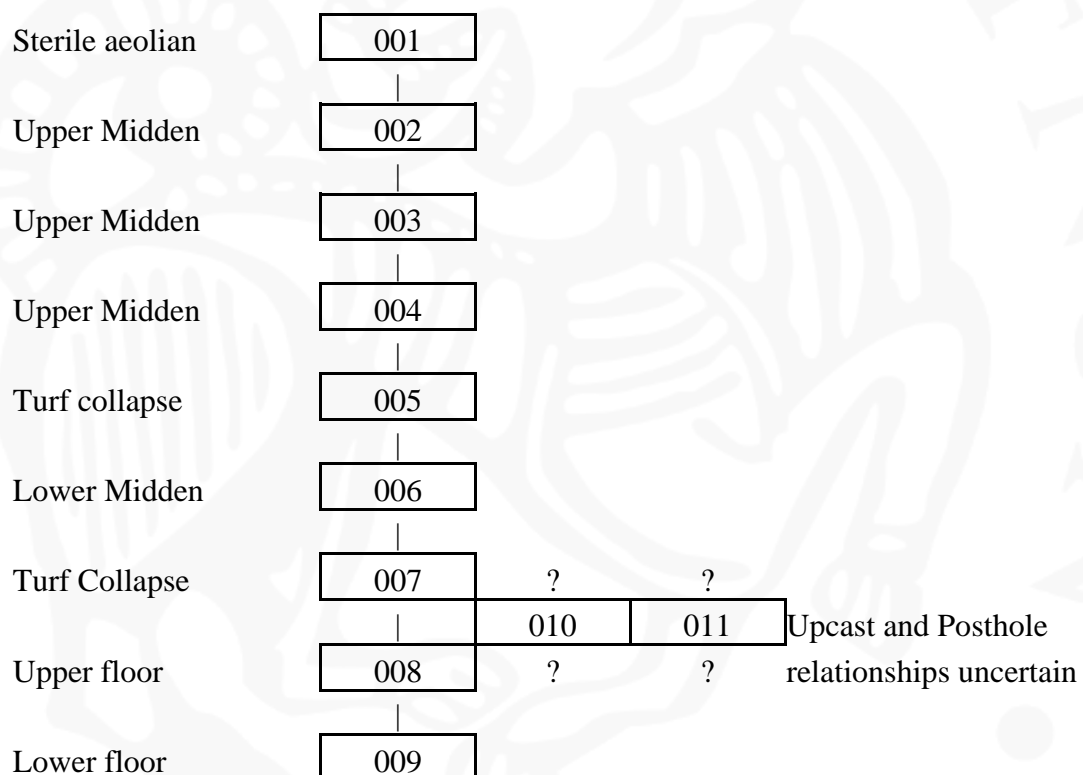 Sterile aeolian 001
Upper Midden 002
Upper Midden 003
Upper Midden 004
Turf collapse 005
Lower Midden 006
Turf Collapse 007 ? ?
010 011 Upcast and Posthole
Upper floor 008 ? ? relationships uncertain
Lower floor 009